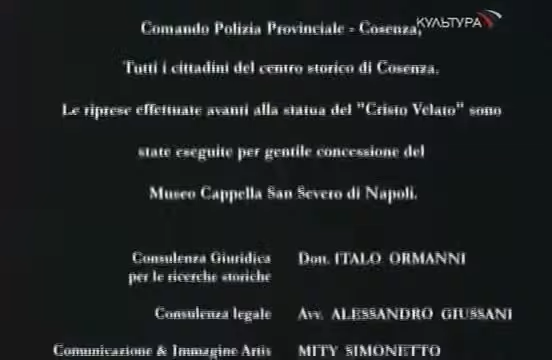 КУЛЬТУРА
Comando Polizia Provinciale - Cosenza,
Tutti i cittadini del centro storico di Cosenza.
Le riprese effettuate avanti alla statua del "Cristo Velato" sono
state eseguite per gentile concessione del
Museo Cappella San Severo di Napoli.
Consulenza Giuridica
per le ricerche storiche
Dott. ITALO ORMANNI
Consulenza legale
Avv. ALESSANDRO GIUSSANI
Comunicazione & Immagine Artis
MITY SIMONETTO